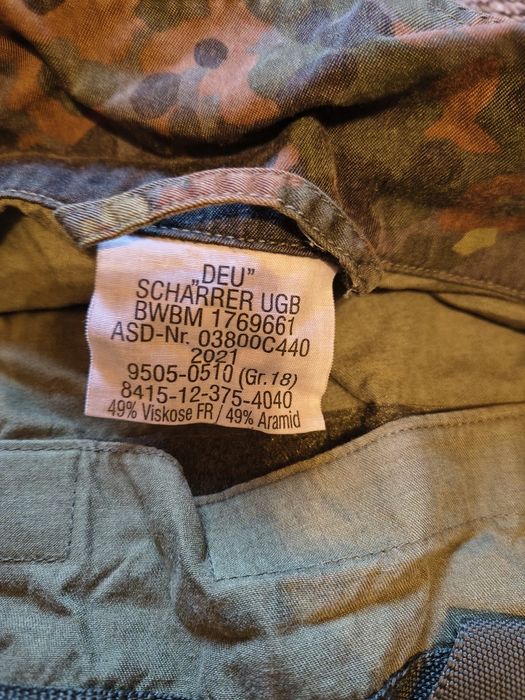 „DEU"
SCHÄRRER UGB
BWBM 1769661
ASD-Nr. 03800C440
2021
9505-0510 (Gr.18)
8415-12-375-4040
49% Viskose FR / 49% Aramid